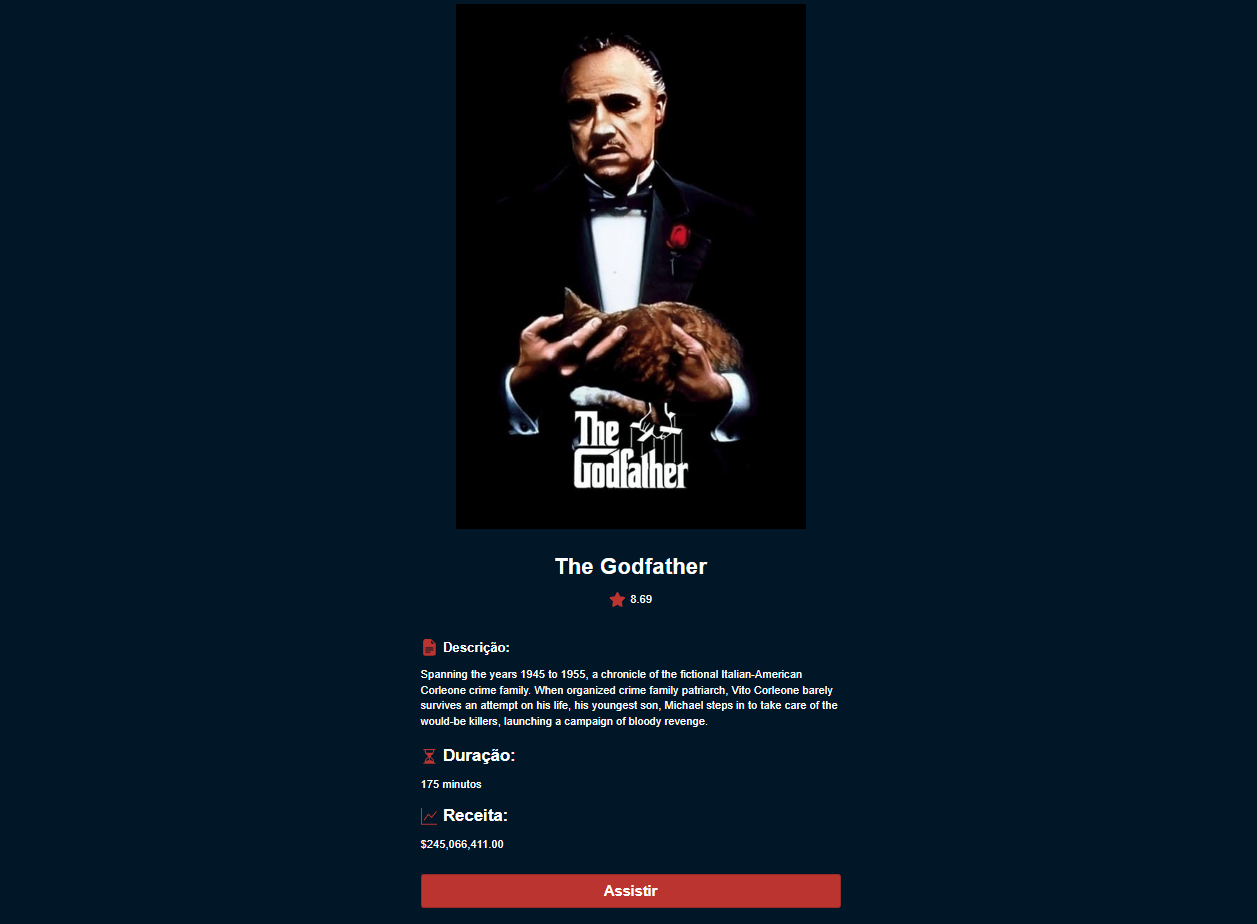 The
Godfather
The Godfather
8.69
Descrição:
Spanning the years 1945 to 1955, a chronicle of the fictional Italian-American
Corleone crime family. When organized crime family patriarch, Vito Corleone barely
survives an attempt on his life, his youngest son, Michael steps in to take care of the
would-be killers, launching a campaign of bloody revenge.
Duração:
175 minutos
Receita:
$245,066,411.00
Assistir